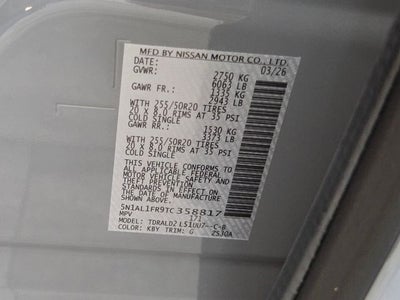 MFD BY NISSAN MOTOR CO., LTD.
DATE: 03/26
GVWR: 2750 KG
6063 LB
GAWR FR.: 1335 KG
2943 LB
WITH 255/50R20 TIRES
20 x 8.0 RIMS AT 35 PSI
COLD SINGLE
GAWR RR.: 1530 KG
3373 LB
WITH 255/50R20 TIRES
20 x 8.0 RIMS AT 35 PSI
COLD SINGLE
THIS VEHICLE CONFORMS TO ALL
APPLICABLE FEDERAL
MOTOR VEHICLE SAFETY AND
STANDARDS IN EFFECT
ON THE DATE OF
MANUFACTURE SHOWN
ABOVE.
5N1AL1FR9TC358817
MPV 171
COLOR: KBY TRIM: G